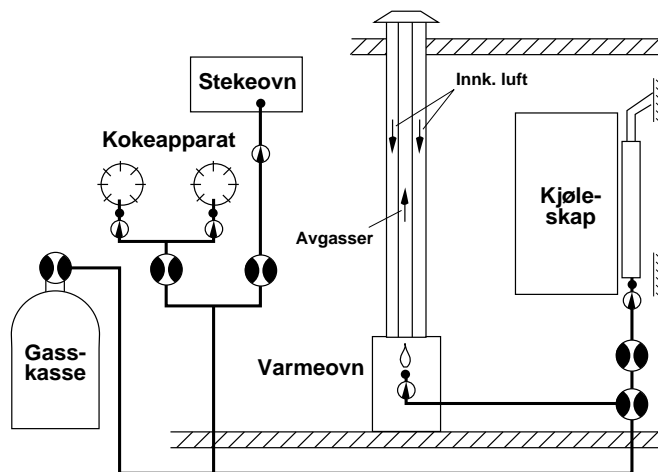 Stekeovn
Innk. luft
Kokeapparat
Kjøle-
skap
Avgasser
Gass-
kasse
Varmeovn